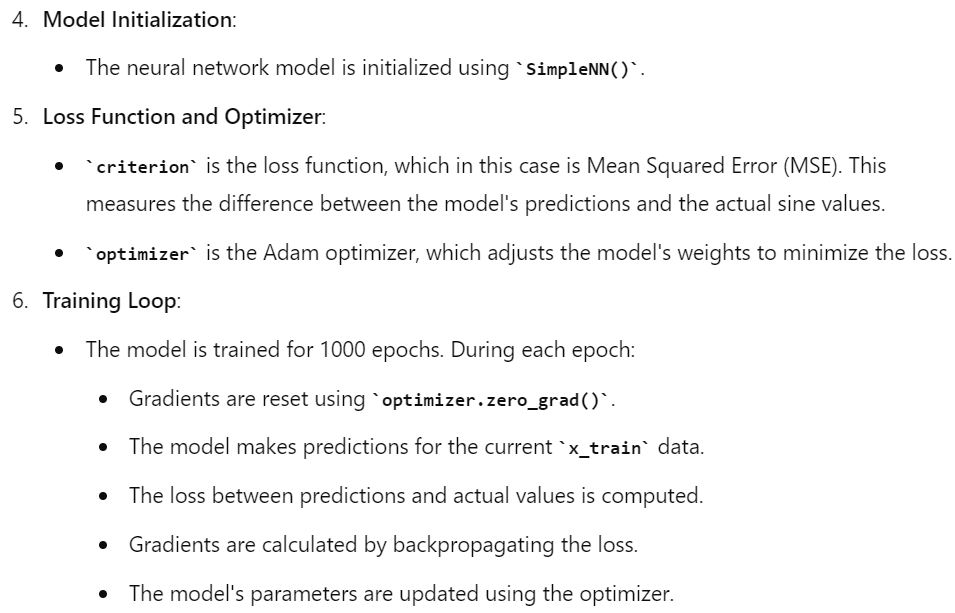 4. Model Initialization:
• The neural network model is initialized using `SimpleNN()`.
5. Loss Function and Optimizer:
• `criterion` is the loss function, which in this case is Mean Squared Error (MSE). This
measures the difference between the model's predictions and the actual sine values.
• `optimizer` is the Adam optimizer, which adjusts the model's weights to minimize the loss.
6. Training Loop:
• The model is trained for 1000 epochs. During each epoch:
• Gradients are reset using `optimizer.zero_grad()`.
• The model makes predictions for the current `x_train` data.
• The loss between predictions and actual values is computed.
• Gradients are calculated by backpropagating the loss.
• The model's parameters are updated using the optimizer.